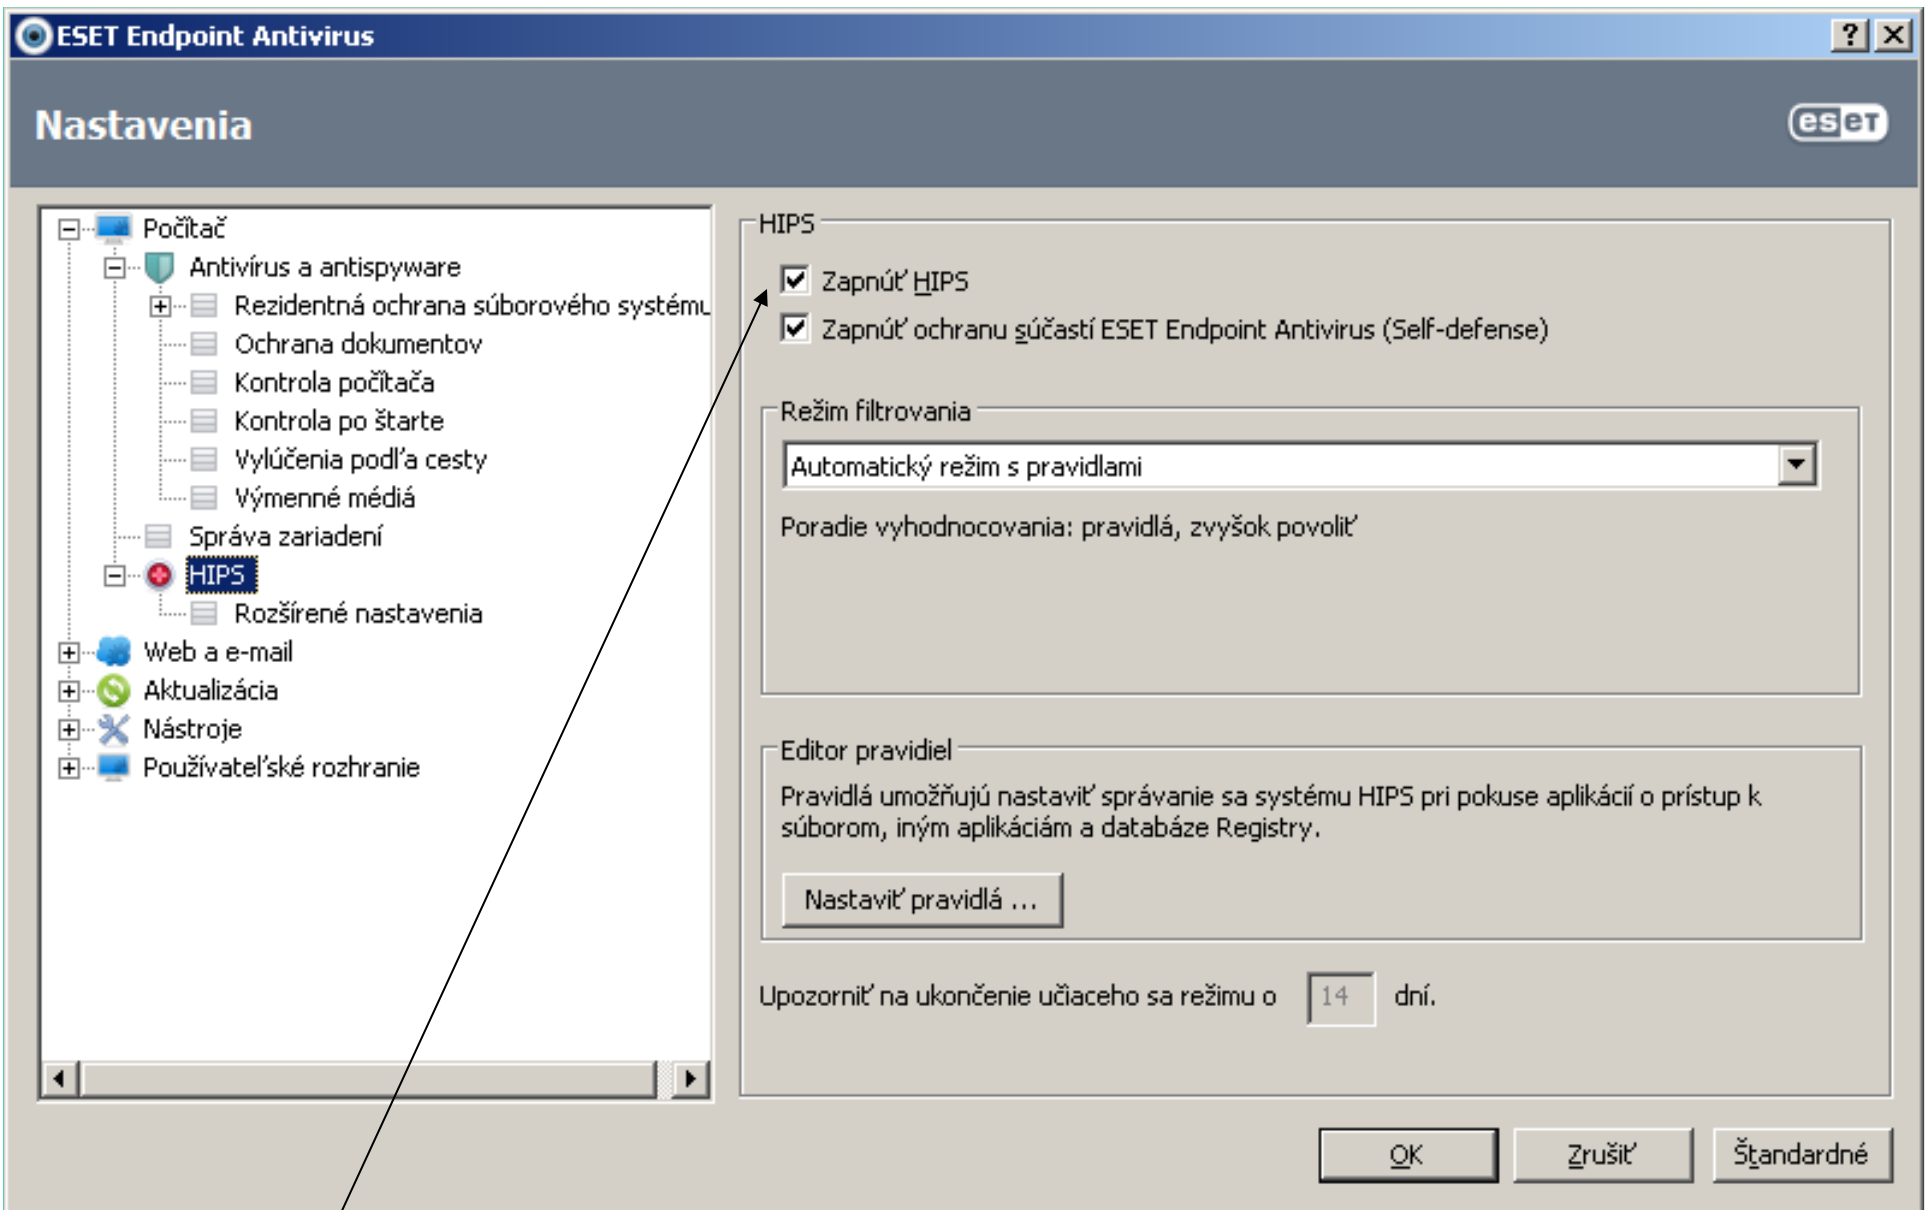 ESET Endpoint Antivirus
Nastavenia
eseT
Počítač
Antivírus a antispyware
Rezidentná ochrana súborového systému
Ochrana dokumentov
Kontrola počítača
Kontrola po štarte
Vylúčenia podľa cesty
Výmenné médiá
Správa zariadení
HIPS
Rozšírené nastavenia
Web a e-mail
Aktualizácia
Nástroje
Používateľské rozhranie
HIPS
Zapnúť HIPS
Zapnúť ochranu súčastí ESET Endpoint Antivirus (Self-defense)
Režim filtrovania
Automatický režim s pravidlami
Poradie vyhodnocovania: pravidlá, zvyšok povoliť
Editor pravidiel
Pravidlá umožňujú nastaviť správanie sa systému HIPS pri pokuse aplikácií o prístup k
súborom, iným aplikáciám a databáze Registry.
Nastaviť pravidlá ...
Upozorniť na ukončenie učiaceho sa režimu o 14 dní.
OK
Zrušiť
Štandardné